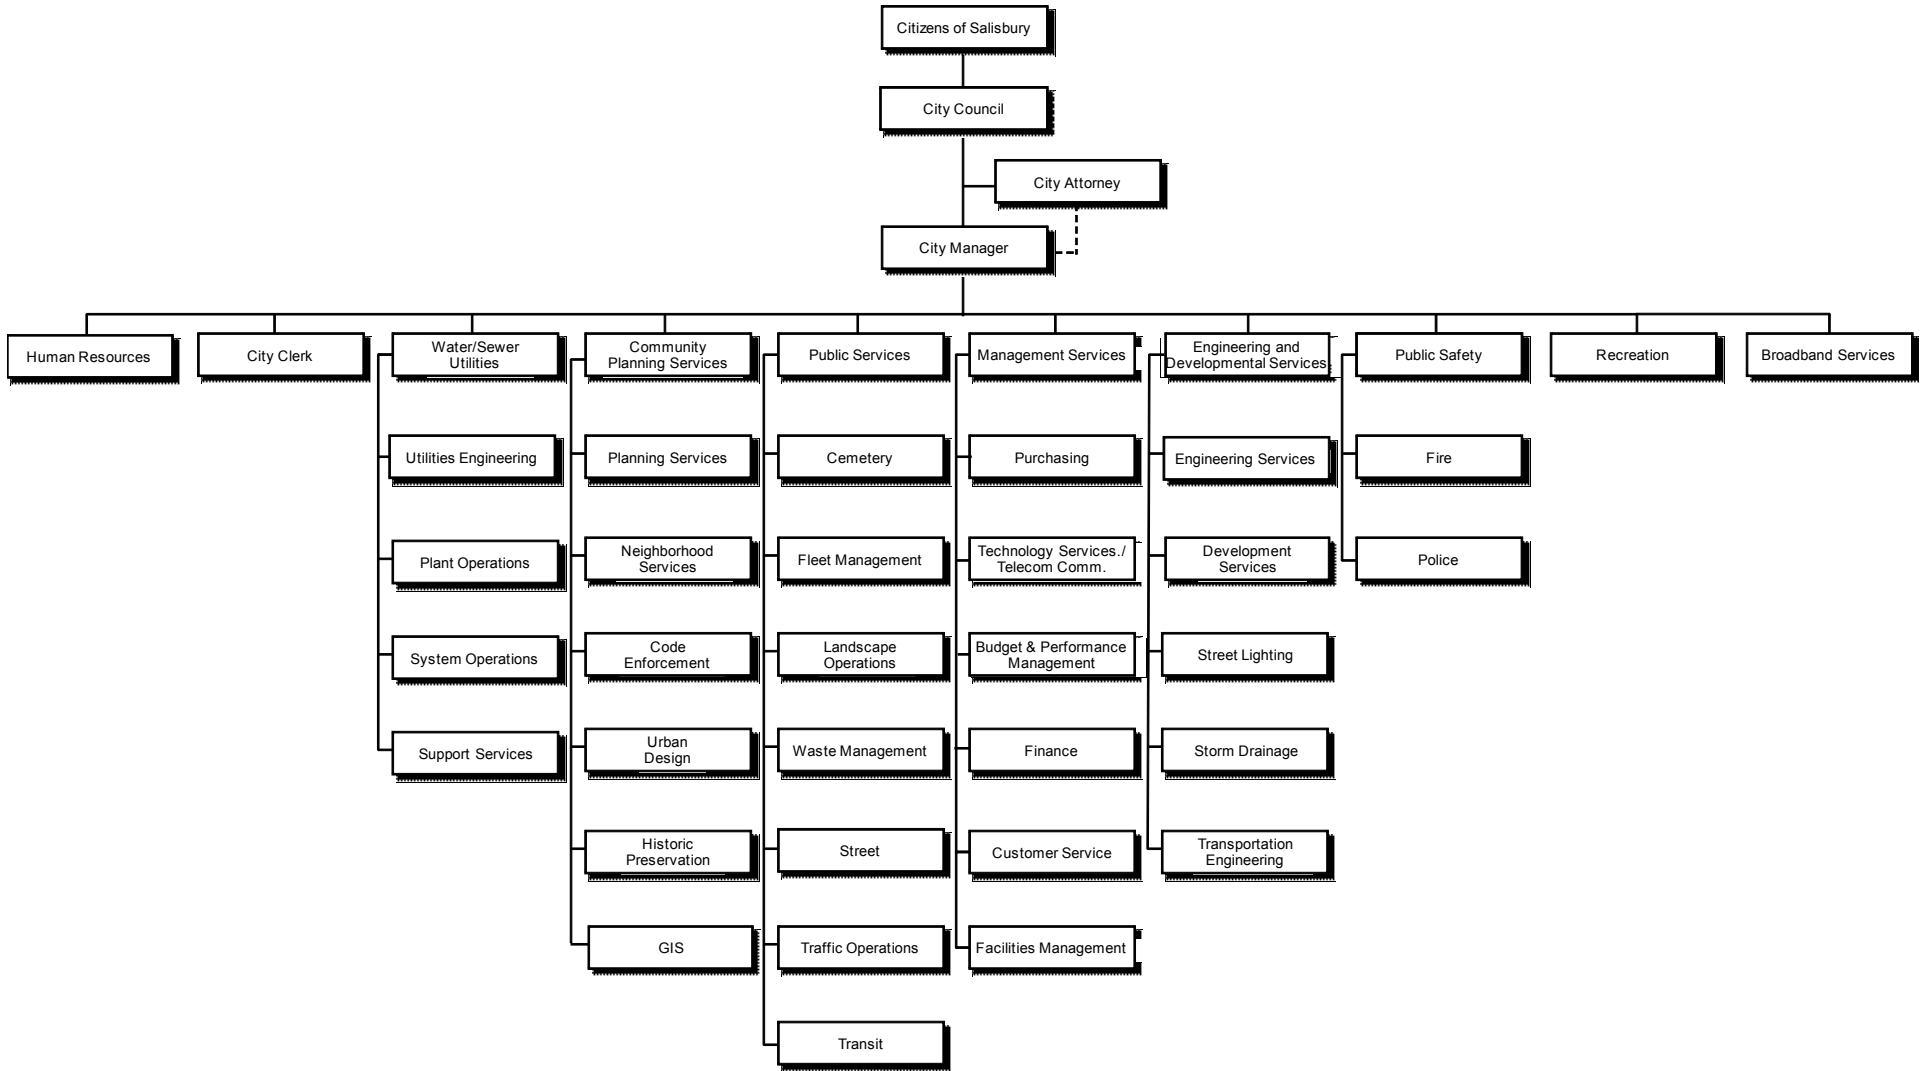 Citizens of Salisbury
City Council
City Attorney
City Manager
Human Resources
City Clerk
Water/Sewer
Utilities
Community
Planning Services
Public Services
Management Services
Engineering and
Developmental Services
Public Safety
Recreation
Broadband Services
Utilities Engineering
Planning Services
Cemetery
Purchasing
Engineering Services
Fire
Plant Operations
Neighborhood
Services
Fleet Management
Technology Services./
Telecom Comm.
Development
Services
Police
System Operations
Code
Enforcement
Landscape
Operations
Budget & Performance
Management
Street Lighting
Support Services
Urban
Design
Waste Management
Finance
Storm Drainage
Historic
Preservation
Street
Customer Service
Transportation
Engineering
GIS
Traffic Operations
Facilities Management
Transit